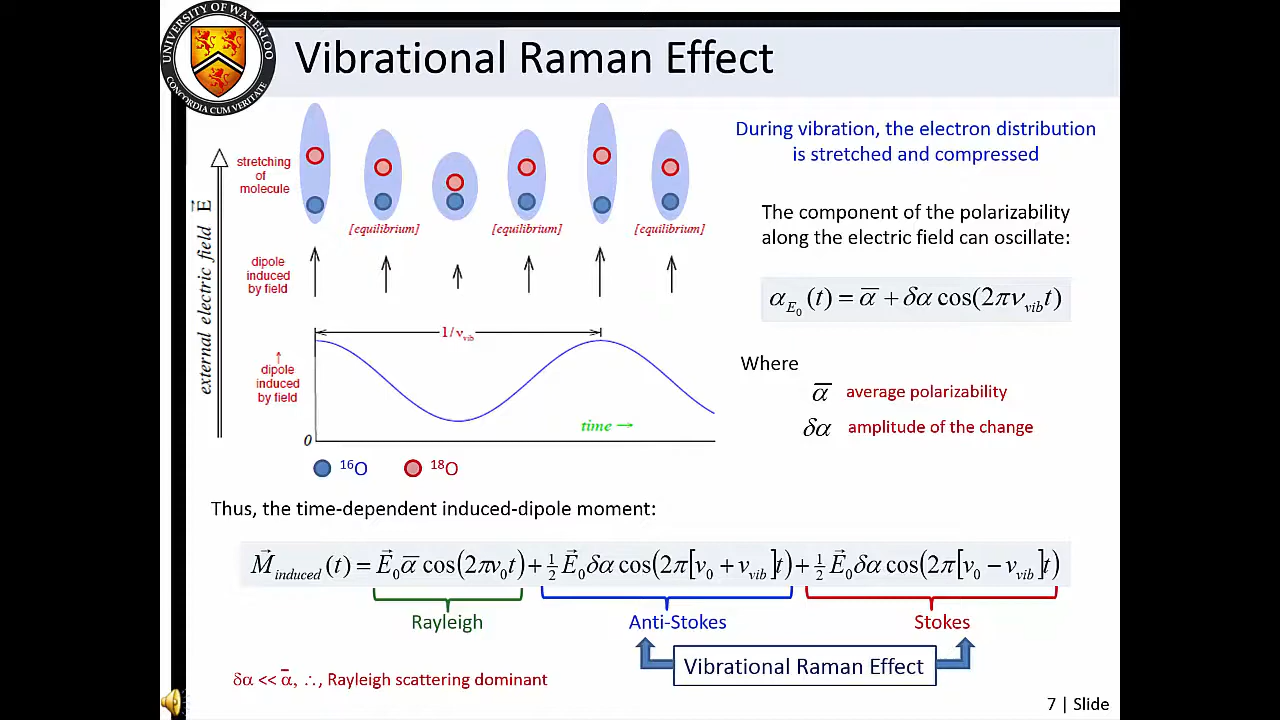 UNIVERSITY OF WATERLOO
CONCORDIA CUM VERITATE
Vibrational Raman Effect
external electric field E⃗
stretching
of
molecule
[equilibrium]
[equilibrium]
[equilibrium]
dipole
induced
by field
1/ν_vib
↑
dipole
induced
by field
time →
0
16O
18O
During vibration, the electron distribution
is stretched and compressed
The component of the polarizability
along the electric field can oscillate:
α_E₀(t) = ᾱ + δα cos(2πν_vib t)
Where
ᾱ average polarizability
δα amplitude of the change
Thus, the time-dependent induced-dipole moment:
M⃗_induced(t) = E⃗₀ᾱ cos(2πν₀t) + ½ E⃗₀δα cos(2π[ν₀ + ν_vib]t) + ½ E⃗₀δα cos(2π[ν₀ − ν_vib]t)
Rayleigh
Anti-Stokes
Stokes
Vibrational Raman Effect
δα << ᾱ, ∴, Rayleigh scattering dominant
7 | Slide